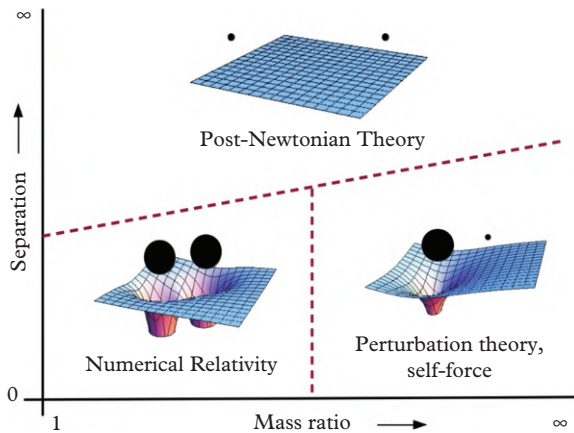 ∞
Post-Newtonian Theory
Separation
Numerical Relativity
Perturbation theory,
self-force
0
1
Mass ratio
∞